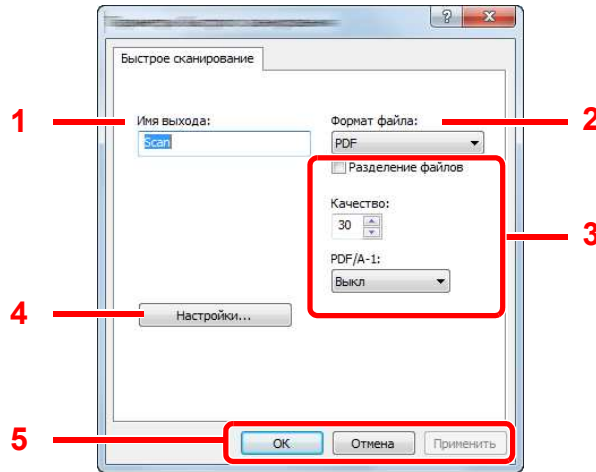 Быстрое сканирование
1 Имя выхода: Формат файла: 2
Scan PDF
Разделение файлов
Качество:
30
3
PDF/A-1:
Выкл
4 Настройки...
5 ОК Отмена Применить